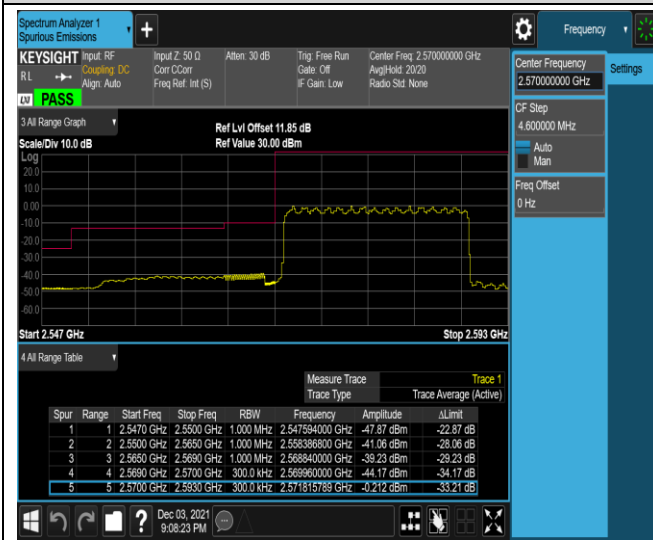 Spectrum Analyzer 1
Spurious Emissions
+
Frequency
KEYSIGHT Input: RF Input Z: 50 Ω Atten: 30 dB Trig: Free Run Center Freq: 2.570000000 GHz
RL Coupling: DC Corr CCorr Gate: Off Avg|Hold: 20/20
Align: Auto Freq Ref: Int (S) IF Gain: Low Radio Std: None
LXI PASS
Center Frequency
2.570000000 GHz
Settings
CF Step
4.600000 MHz
Auto
Man
Freq Offset
0 Hz
3 All Range Graph
Ref Lvl Offset 11.85 dB
Scale/Div 10.0 dB Ref Value 30.00 dBm
Log
20.0
10.0
0.00
-10.0
-20.0
-30.0
-40.0
-50.0
-60.0
Start 2.547 GHz Stop 2.593 GHz
4 All Range Table
Measure Trace Trace 1
Trace Type Trace Average (Active)
Spur Range Start Freq Stop Freq RBW Frequency Amplitude ΔLimit
1 1 2.5470 GHz 2.5500 GHz 1.000 MHz 2.547594000 GHz -47.87 dBm -22.87 dB
2 2 2.5500 GHz 2.5650 GHz 1.000 MHz 2.558386800 GHz -41.06 dBm -28.06 dB
3 3 2.5650 GHz 2.5690 GHz 1.000 MHz 2.568840000 GHz -39.23 dBm -29.23 dB
4 4 2.5690 GHz 2.5700 GHz 300.0 kHz 2.569960000 GHz -44.17 dBm -34.17 dB
5 5 2.5700 GHz 2.5930 GHz 300.0 kHz 2.571815789 GHz -0.212 dBm -33.21 dB
? Dec 03, 2021
9:08:23 PM